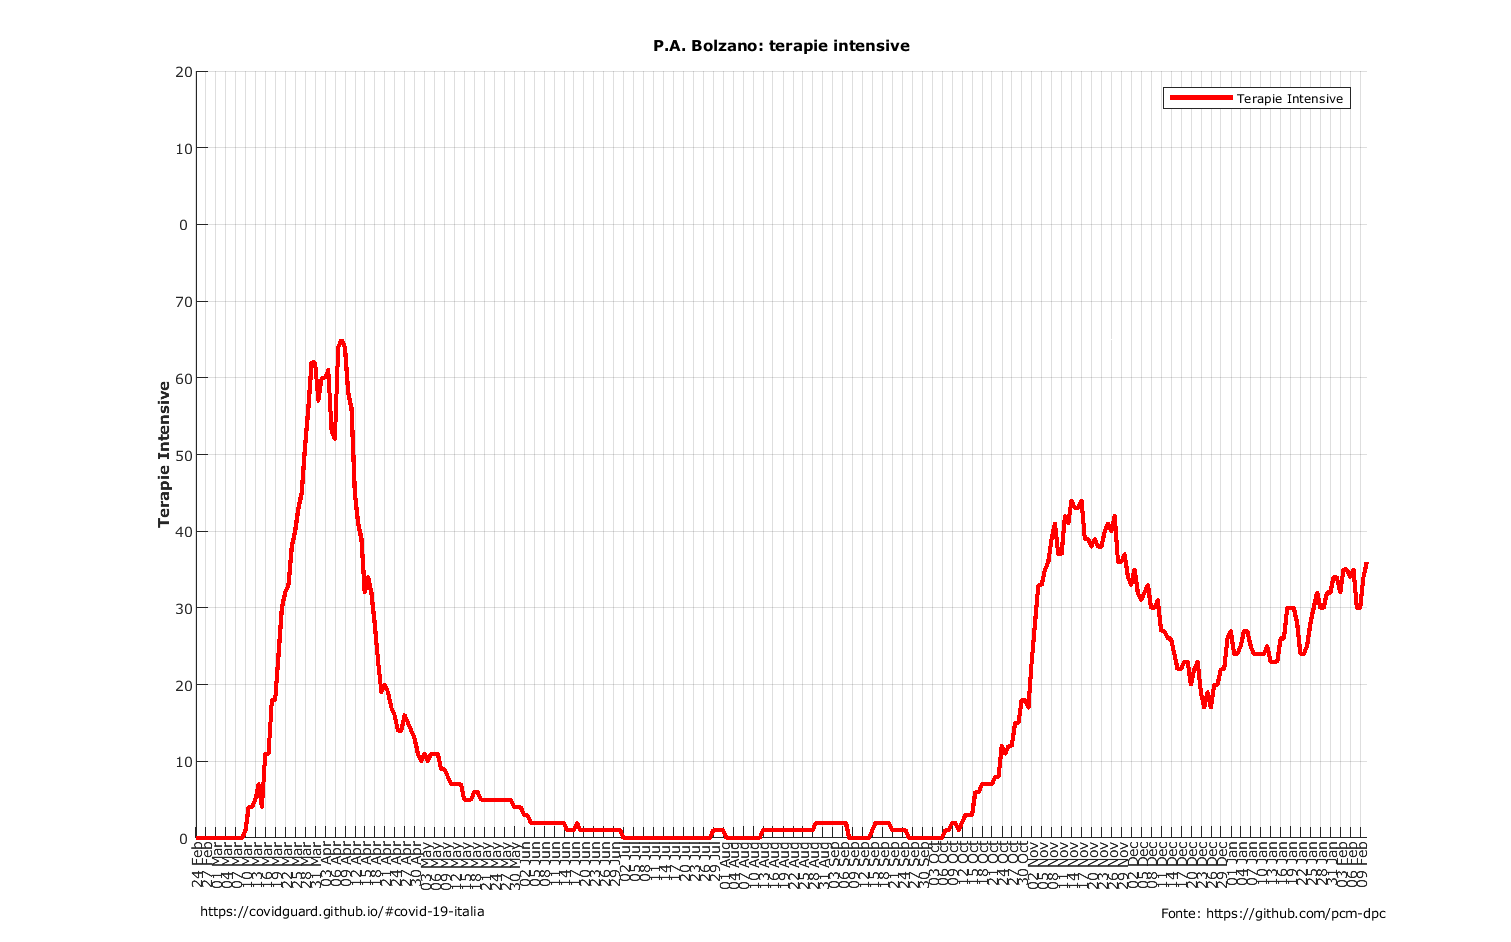 P.A. Bolzano: terapie intensive
Terapie Intensive
Terapie Intensive
20
10
0
70
60
50
40
30
20
10
0
24 Feb
27 Feb
01 Mar
04 Mar
07 Mar
10 Mar
13 Mar
16 Mar
19 Mar
22 Mar
25 Mar
28 Mar
31 Mar
03 Apr
06 Apr
09 Apr
12 Apr
15 Apr
18 Apr
21 Apr
24 Apr
27 Apr
30 Apr
03 May
06 May
09 May
12 May
15 May
18 May
21 May
24 May
27 May
30 May
02 Jun
05 Jun
08 Jun
11 Jun
14 Jun
17 Jun
20 Jun
23 Jun
26 Jun
29 Jun
02 Jul
05 Jul
08 Jul
11 Jul
14 Jul
17 Jul
20 Jul
23 Jul
26 Jul
29 Jul
01 Aug
04 Aug
07 Aug
10 Aug
13 Aug
16 Aug
19 Aug
22 Aug
25 Aug
28 Aug
31 Aug
03 Sep
06 Sep
09 Sep
12 Sep
15 Sep
18 Sep
21 Sep
24 Sep
27 Sep
30 Sep
03 Oct
06 Oct
09 Oct
12 Oct
15 Oct
18 Oct
21 Oct
24 Oct
27 Oct
30 Oct
02 Nov
05 Nov
08 Nov
11 Nov
14 Nov
17 Nov
20 Nov
23 Nov
26 Nov
29 Nov
02 Dec
05 Dec
08 Dec
11 Dec
14 Dec
17 Dec
20 Dec
23 Dec
26 Dec
29 Dec
01 Jan
04 Jan
07 Jan
10 Jan
13 Jan
16 Jan
19 Jan
22 Jan
25 Jan
28 Jan
31 Jan
03 Feb
06 Feb
09 Feb
https://covidguard.github.io/#covid-19-italia
Fonte: https://github.com/pcm-dpc